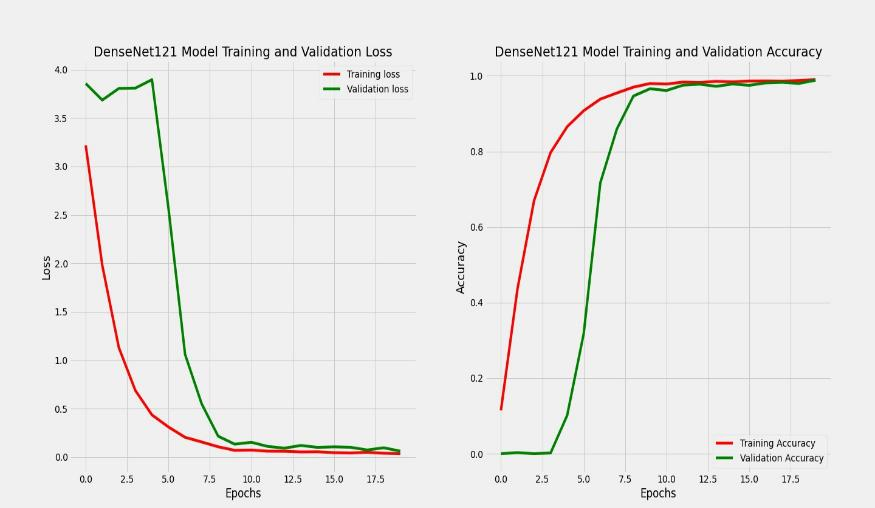 DenseNet121 Model Training and Validation Loss
Training loss
Validation loss
4.0
3.5
3.0
2.5
2.0
1.5
1.0
0.5
0.0
Loss
0.0 2.5 5.0 7.5 10.0 12.5 15.0 17.5
Epochs
DenseNet121 Model Training and Validation Accuracy
1.0
0.8
0.6
0.4
0.2
0.0
Accuracy
Training Accuracy
Validation Accuracy
0.0 2.5 5.0 7.5 10.0 12.5 15.0 17.5
Epochs